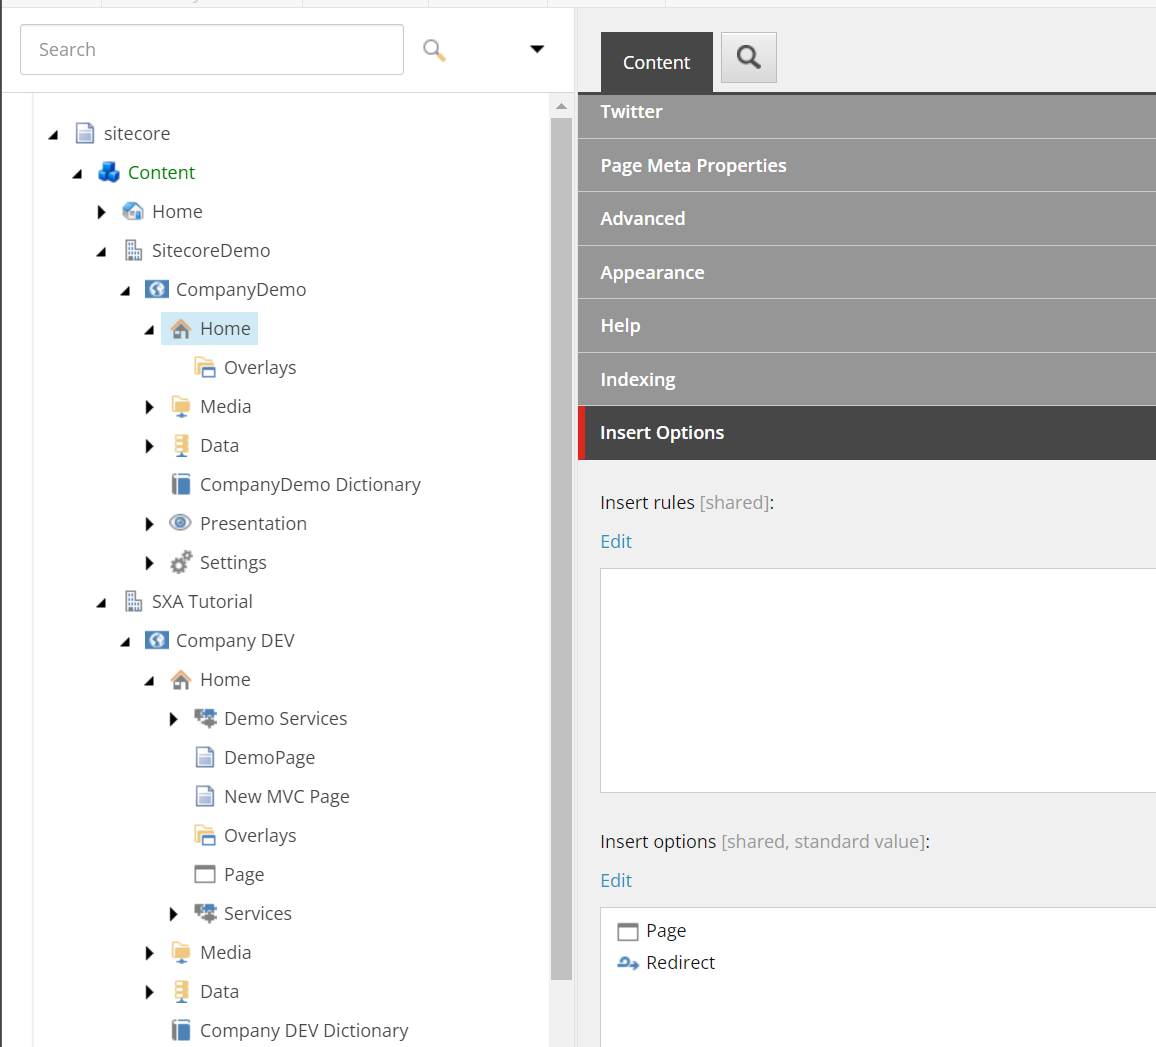 Search
sitecore
Content
Home
SitecoreDemo
CompanyDemo
Home
Overlays
Media
Data
CompanyDemo Dictionary
Presentation
Settings
SXA Tutorial
Company DEV
Home
Demo Services
DemoPage
New MVC Page
Overlays
Page
Services
Media
Data
Company DEV Dictionary
Content
Twitter
Page Meta Properties
Advanced
Appearance
Help
Indexing
Insert Options
Insert rules [shared]:
Edit
Insert options [shared, standard value]:
Edit
Page
Redirect